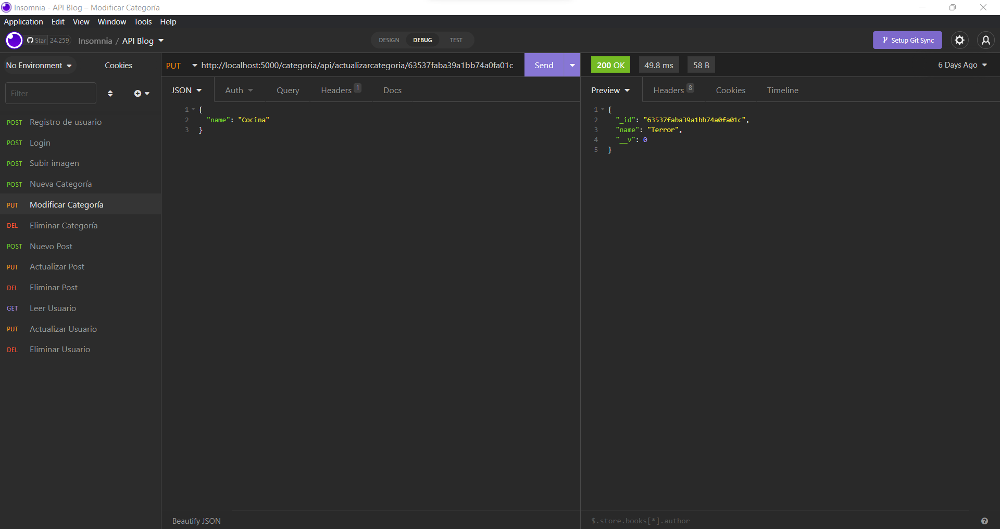 Insomnia - API Blog – Modificar Categoría
Application Edit View Window Tools Help
Star 24.259 Insomnia / API Blog DESIGN DEBUG TEST Setup Git Sync
No Environment Cookies
Filter
POST Registro de usuario
POST Login
POST Subir imagen
POST Nueva Categoría
PUT Modificar Categoría
DEL Eliminar Categoría
POST Nuevo Post
PUT Actualizar Post
DEL Eliminar Post
GET Leer Usuario
PUT Actualizar Usuario
DEL Eliminar Usuario
PUT http://localhost:5000/categoria/api/actualizarcategoria/63537faba39a1bb74a0fa01c Send
JSON Auth Query Headers 1 Docs
1 {
2 "name": "Cocina"
3 }
Beautify JSON
200 OK 49.8 ms 58 B 6 Days Ago
Preview Headers 8 Cookies Timeline
1 {
2 "_id": "63537faba39a1bb74a0fa01c",
3 "name": "Terror",
4 "__v": 0
5 }
$.store.books[*].author